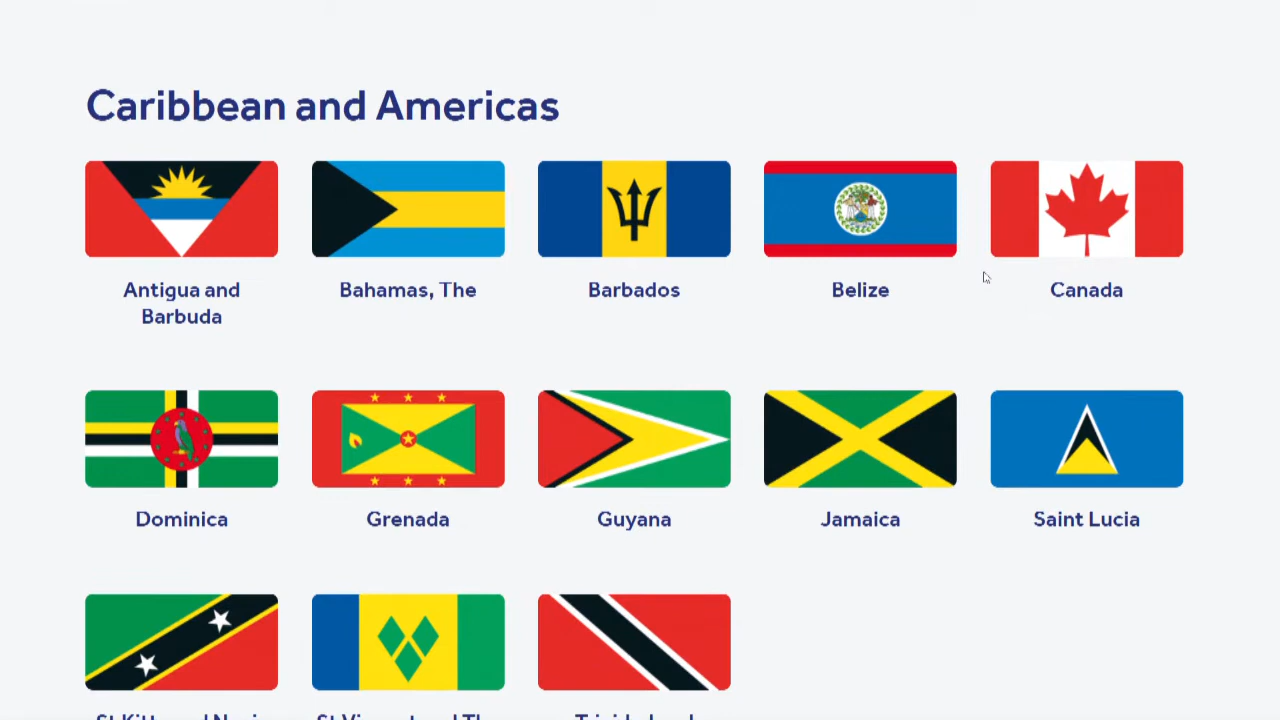 Caribbean and Americas
Antigua and
Barbuda
Bahamas, The
Barbados
Belize
Canada
Dominica
Grenada
Guyana
Jamaica
Saint Lucia